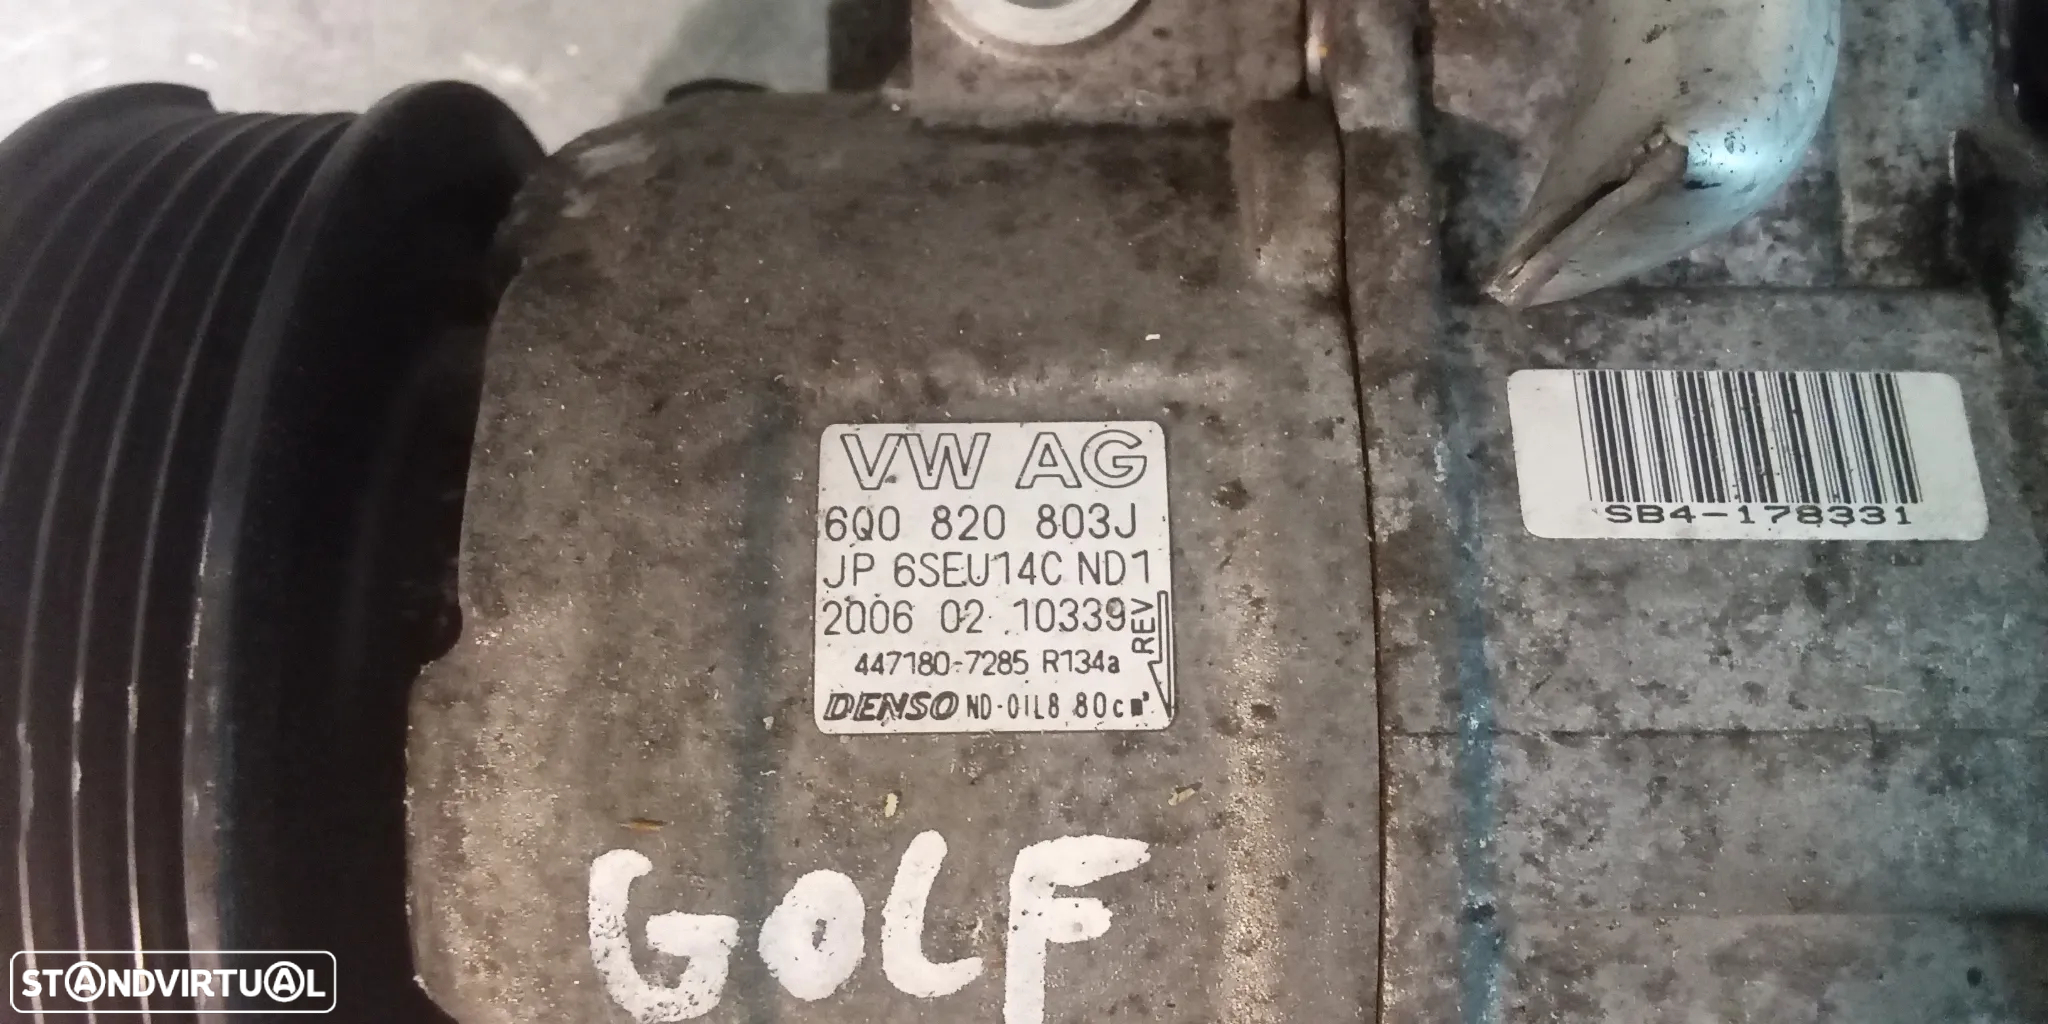 VW AG
6Q0 820 803J
JP 6SEU14C ND1
2006 02 10339
REV
447180-7285 R134a
DENSO ND-OIL8 80c
SB4-178331
GOLF
STANDVIRTUAL